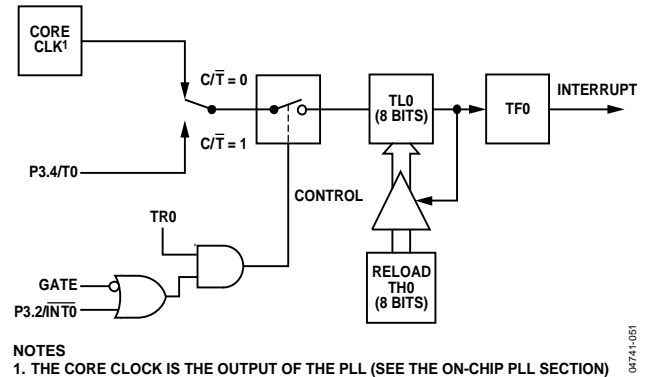 CORE
CLK1
C/T̅ = 0
C/T̅ = 1
P3.4/T0
TL0
(8 BITS)
TF0
INTERRUPT
CONTROL
TR0
GATE
P3.2/I̅N̅T̅0̅
RELOAD
TH0
(8 BITS)
NOTES
1. THE CORE CLOCK IS THE OUTPUT OF THE PLL (SEE THE ON-CHIP PLL SECTION)
04741-051